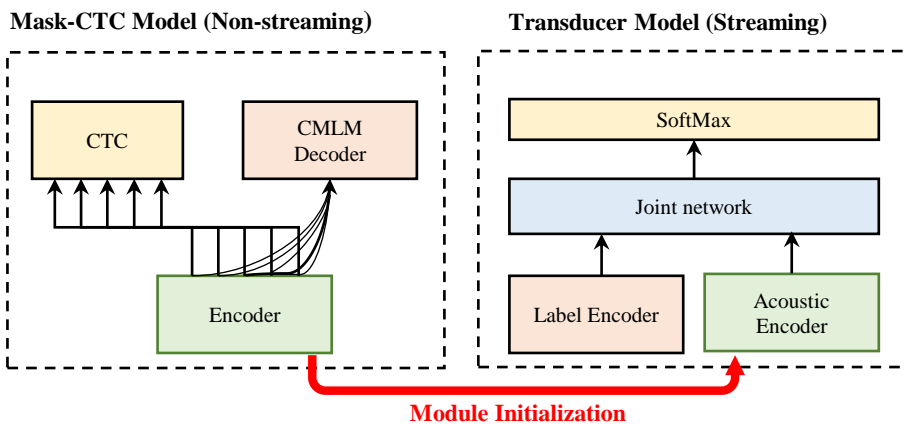 Mask-CTC Model (Non-streaming)
CTC
CMLM
Decoder
Encoder
Transducer Model (Streaming)
SoftMax
Joint network
Label Encoder
Acoustic
Encoder
Module Initialization